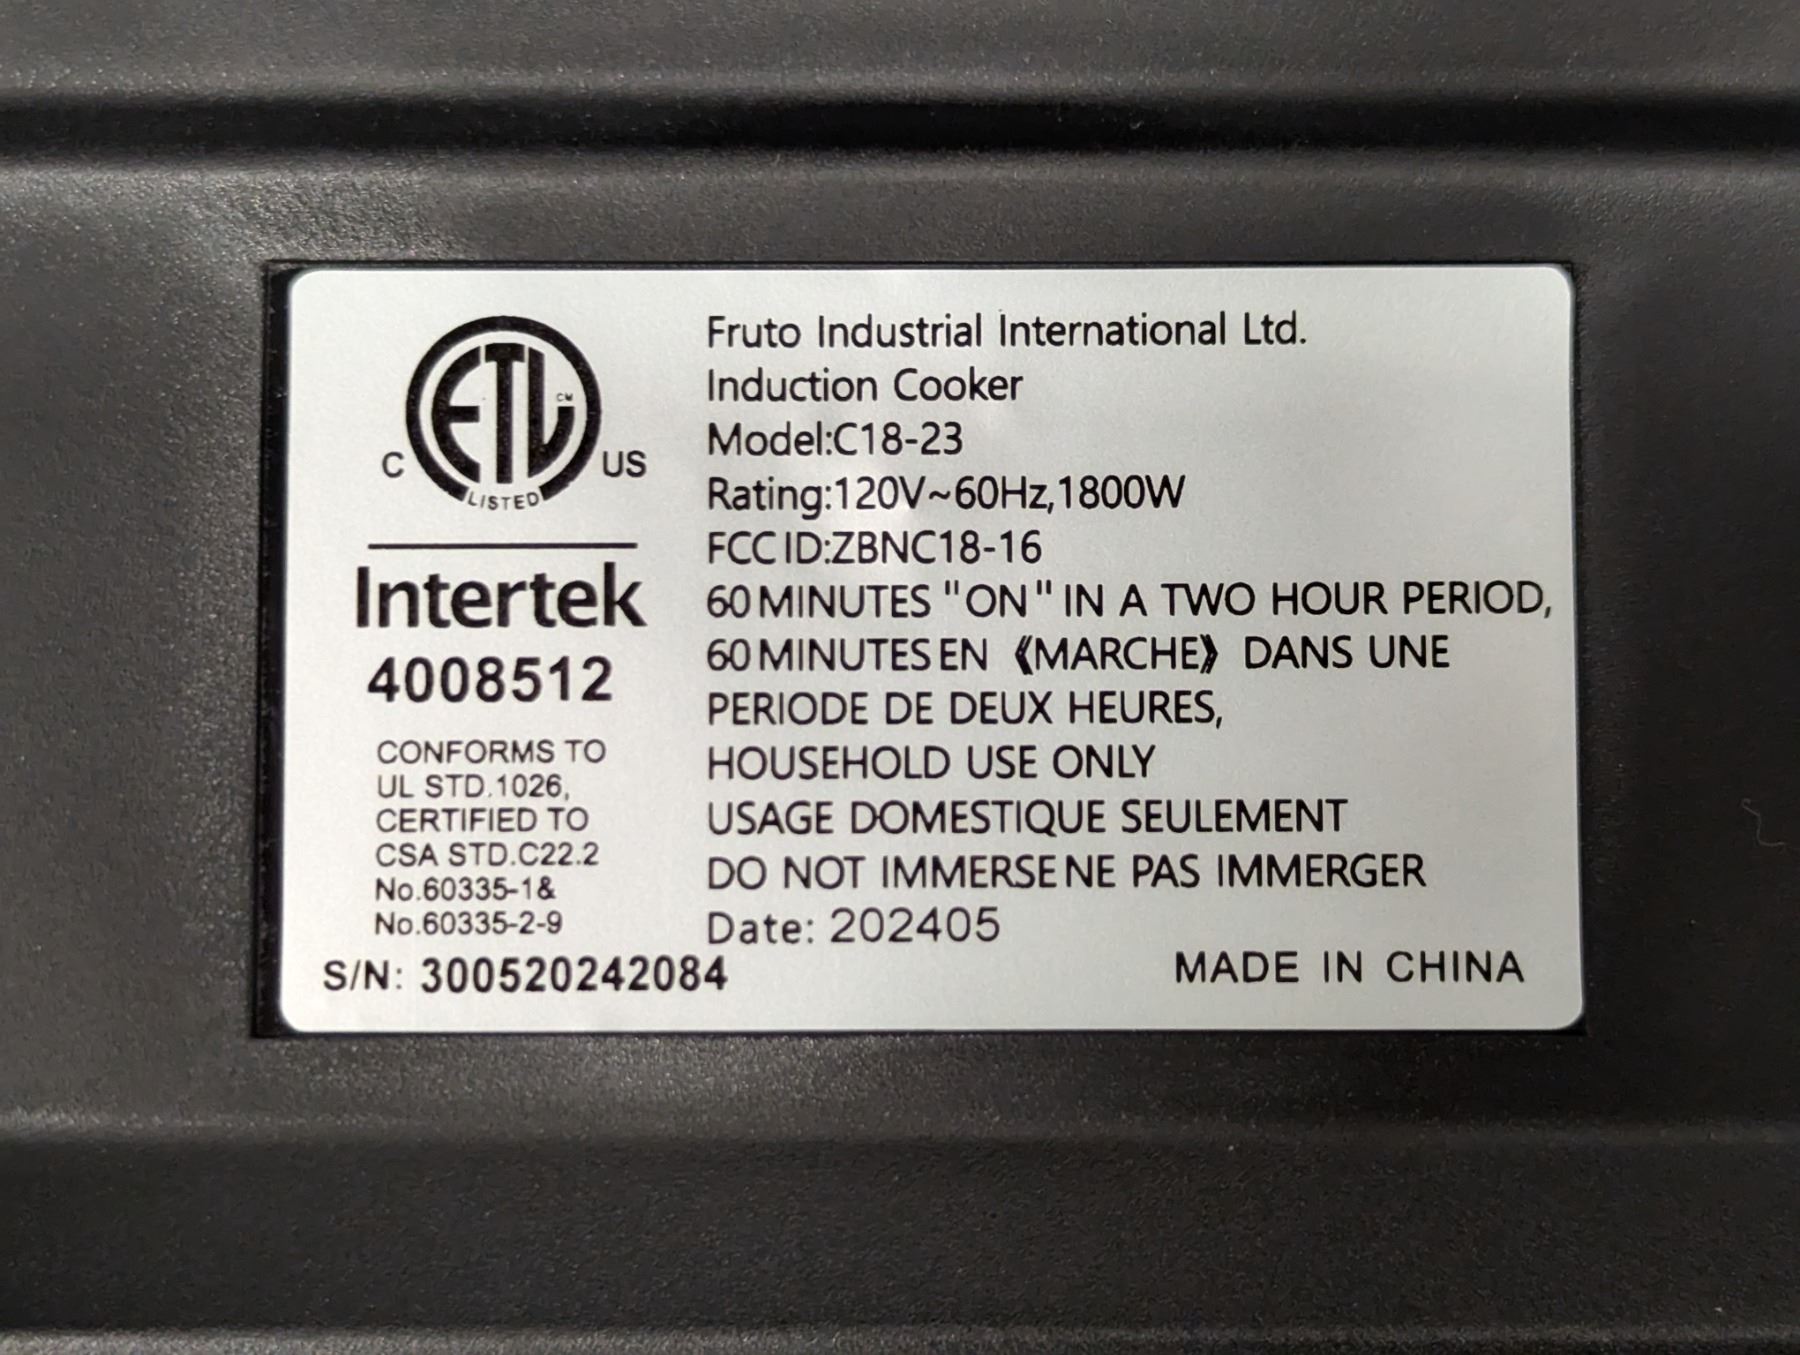 ETL
CM
C
US
LISTED
Intertek
4008512
CONFORMS TO
UL STD.1026,
CERTIFIED TO
CSA STD.C22.2
No.60335-1&
No.60335-2-9
S/N: 300520242084
Fruto Industrial International Ltd.
Induction Cooker
Model:C18-23
Rating:120V~60Hz,1800W
FCC ID:ZBNC18-16
60 MINUTES "ON" IN A TWO HOUR PERIOD,
60 MINUTES EN 《MARCHE》 DANS UNE
PERIODE DE DEUX HEURES,
HOUSEHOLD USE ONLY
USAGE DOMESTIQUE SEULEMENT
DO NOT IMMERSE NE PAS IMMERGER
Date: 202405
MADE IN CHINA